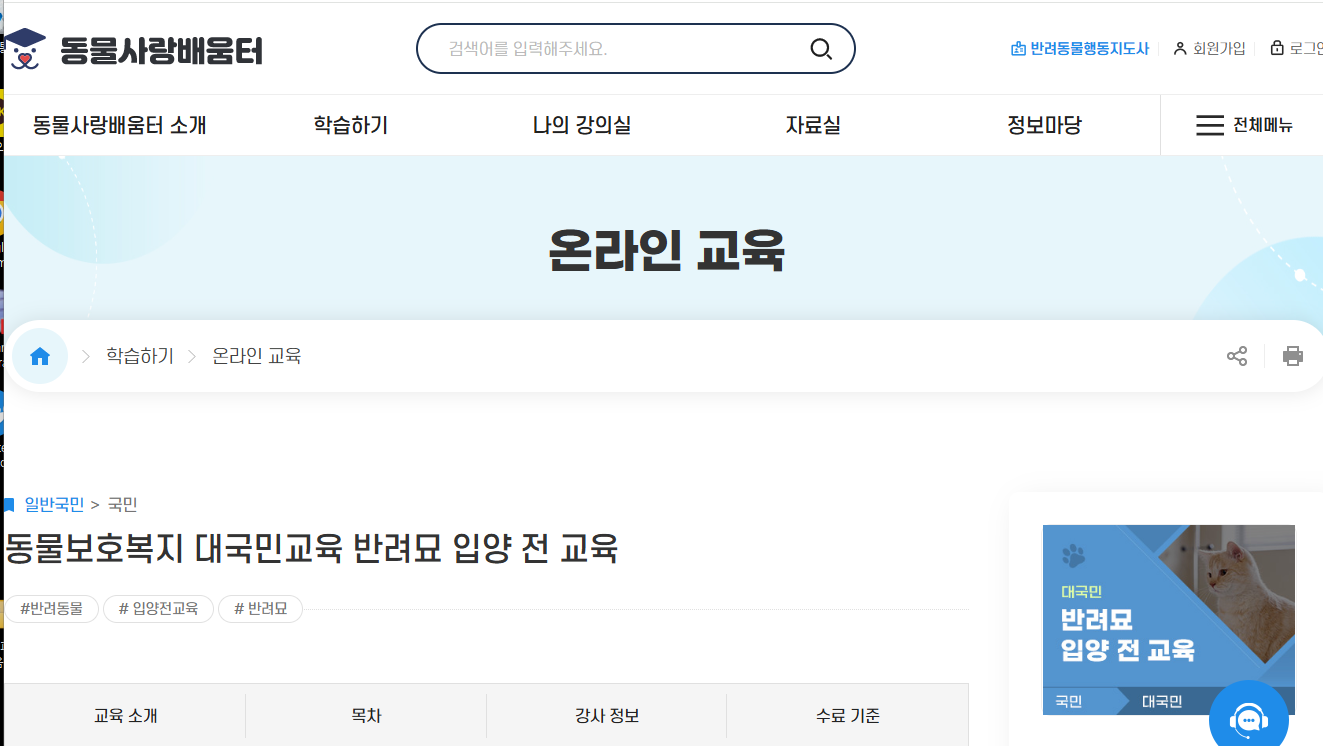 동물사랑배움터
검색어를 입력해주세요.
반려동물행동지도사
회원가입
로그인
동물사랑배움터 소개
학습하기
나의 강의실
자료실
정보마당
전체메뉴
온라인 교육
학습하기
온라인 교육
일반국민 > 국민
동물보호복지 대국민교육 반려묘 입양 전 교육
#반려동물
# 입양전교육
# 반려묘
대국민
반려묘
입양 전 교육
국민
대국민
교육 소개
목차
강사 정보
수료 기준